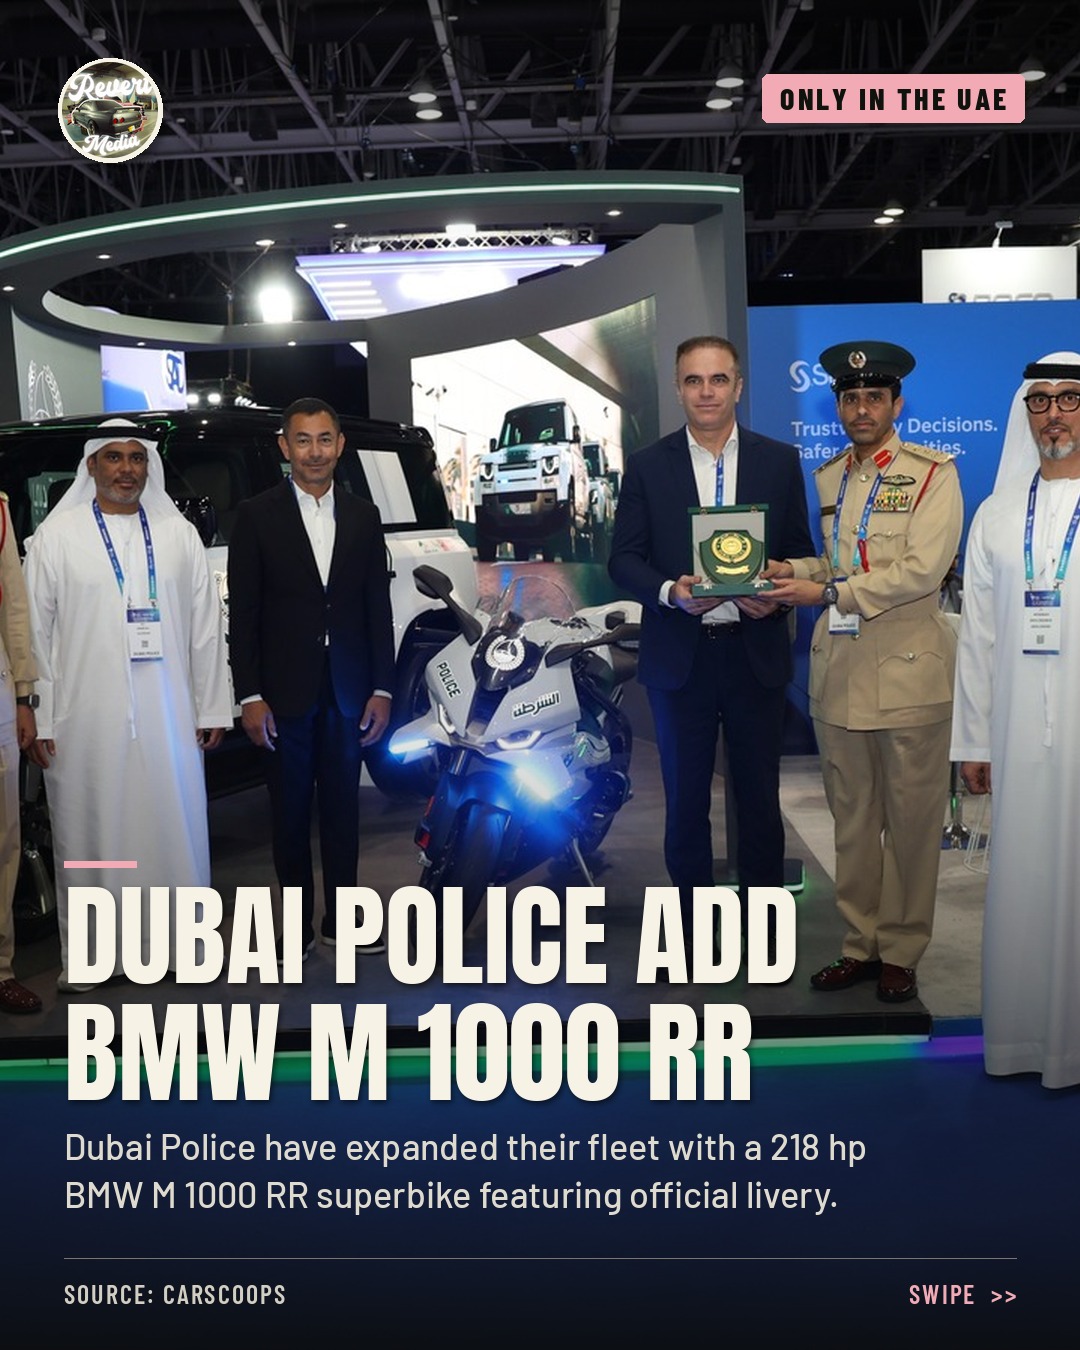 Revert
Media
ONLY IN THE UAE
Decisions.
POLICE
الشرطة
DUBAI POLICE ADD
BMW M 1000 RR
Dubai Police have expanded their fleet with a 218 hp
BMW M 1000 RR superbike featuring official livery.
SOURCE: CARSCOOPS
SWIPE >>